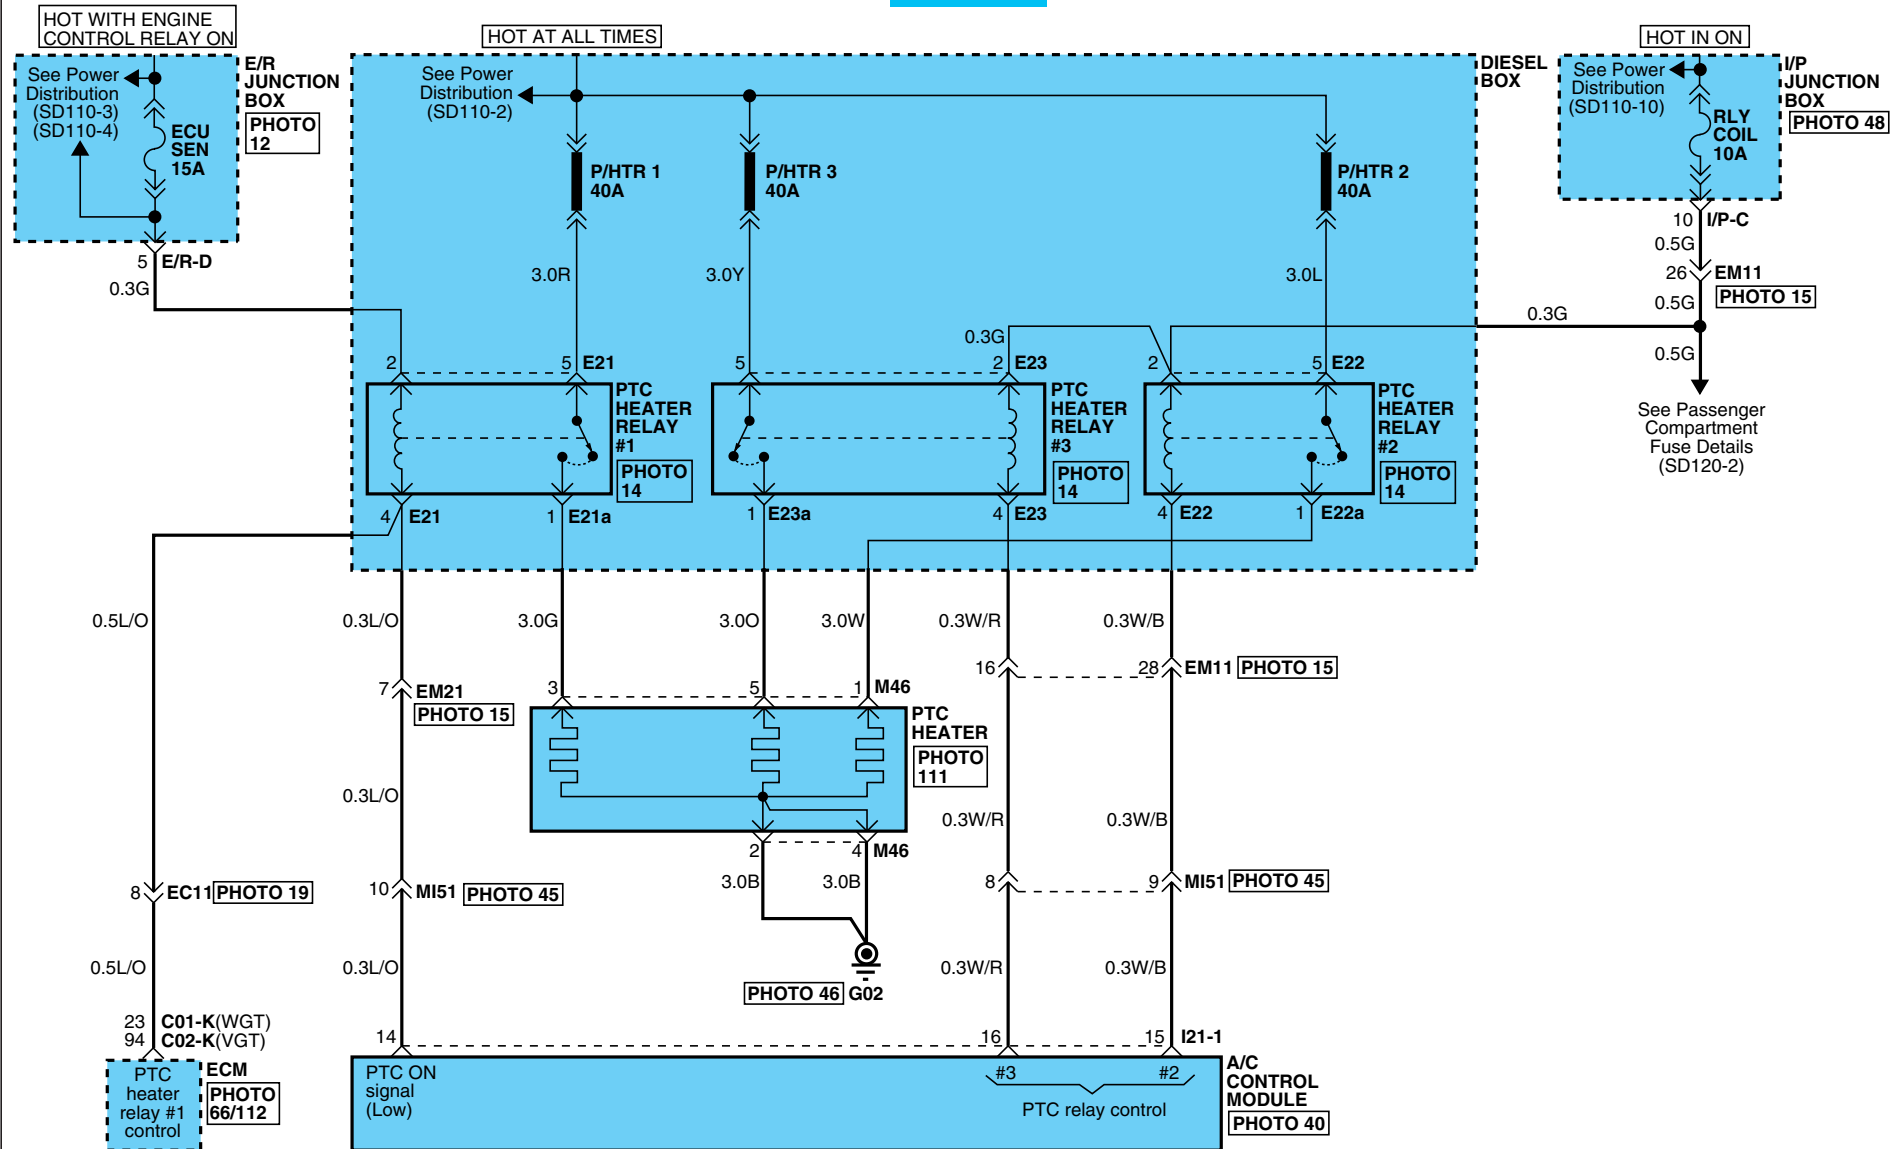 HOT WITH ENGINE
CONTROL RELAY ON
HOT AT ALL TIMES
HOT IN ON
See Power
Distribution
(SD110-3)
(SD110-4)
ECU
SEN
15A
E/R
JUNCTION
BOX
PHOTO
12
See Power
Distribution
(SD110-2)
P/HTR 1
40A
P/HTR 3
40A
P/HTR 2
40A
DIESEL
BOX
See Power
Distribution
(SD110-10)
RLY
COIL
10A
I/P
JUNCTION
BOX
PHOTO 48
5 E/R-D
0.3G
10 I/P-C
0.5G
26 EM11
PHOTO 15
0.5G
0.3G
0.5G
See Passenger
Compartment
Fuse Details
(SD120-2)
3.0R
3.0Y
3.0L
0.3G
2
5 E21
5
2 E23
2
5 E22
PTC
HEATER
RELAY
#1
PHOTO
14
PTC
HEATER
RELAY
#3
PHOTO
14
PTC
HEATER
RELAY
#2
PHOTO
14
4 E21
1 E21a
1 E23a
4 E23
4 E22
1 E22a
0.5L/O
0.3L/O
3.0G
3.0O
3.0W
0.3W/R
0.3W/B
16
28 EM11 PHOTO 15
7 EM21
PHOTO 15
3
5
1 M46
PTC
HEATER
PHOTO
111
0.3L/O
0.3W/R
0.3W/B
2
4 M46
3.0B
3.0B
8 EC11 PHOTO 19
10 MI51 PHOTO 45
8
9 MI51 PHOTO 45
0.5L/O
0.3L/O
0.3W/R
0.3W/B
PHOTO 46 G02
23 C01-K(WGT)
94 C02-K(VGT)
14
16
15 I21-1
PTC
heater
relay #1
control
ECM
PHOTO
66/112
PTC ON
signal
(Low)
#3
#2
PTC relay control
A/C
CONTROL
MODULE
PHOTO 40